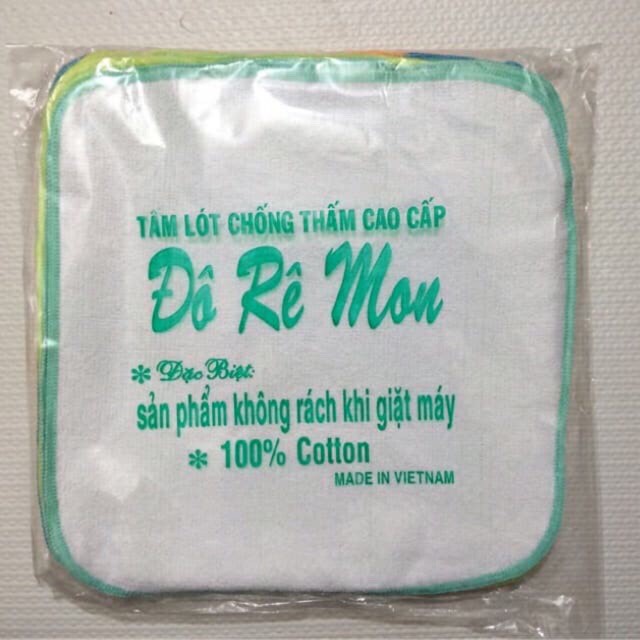 TÂM LÓT CHỐNG THẤM CAO CẤP
Đô Rê Mon
* Đặc Biệt:
sản phẩm không rách khi giặt máy
* 100% Cotton
MADE IN VIETNAM